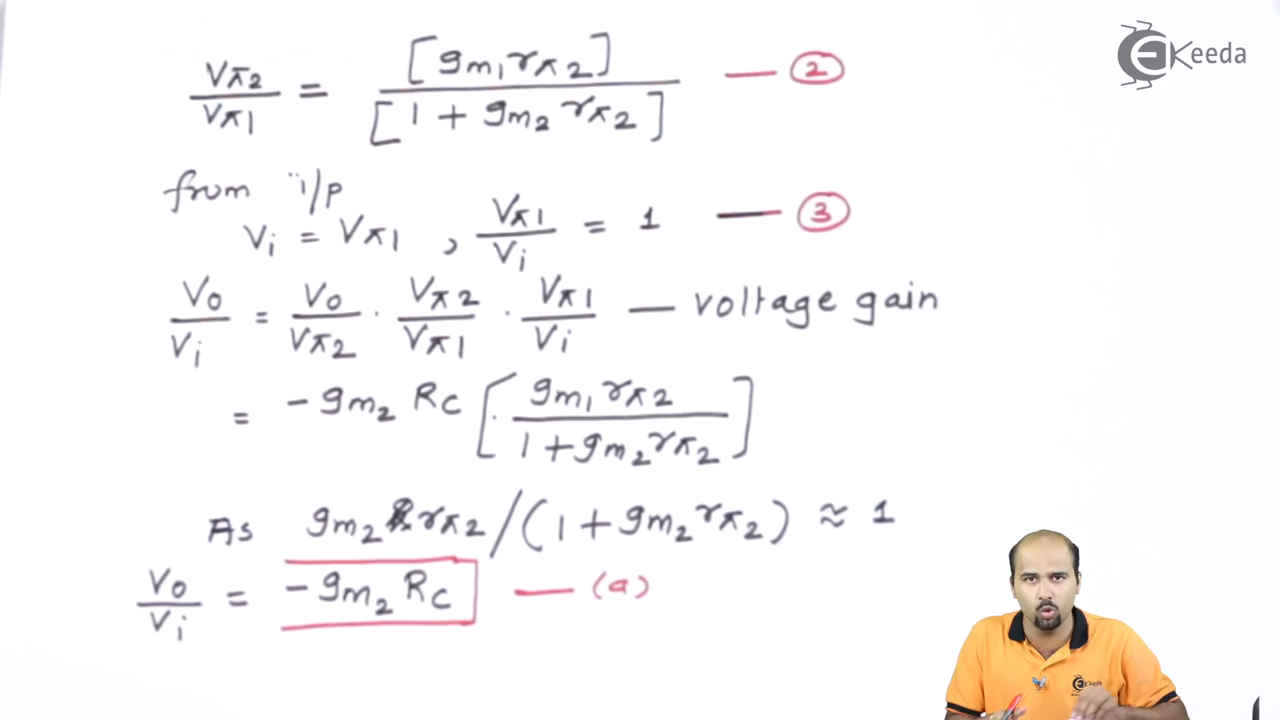 EKeeda
Vπ2/Vπ1 = [gm1 rπ2]/[1 + gm2 rπ2] — (2)
from i/p
Vi = Vπ1 , Vπ1/Vi = 1 — (3)
Vo/Vi = Vo/Vπ2 · Vπ2/Vπ1 · Vπ1/Vi — voltage gain
= -gm2 RC [gm1 rπ2 / 1+gm2 rπ2]
As gm2 rπ2/(1+gm2 rπ2) ≈ 1
Vo/Vi = -gm2 RC — (a)
EKeeda